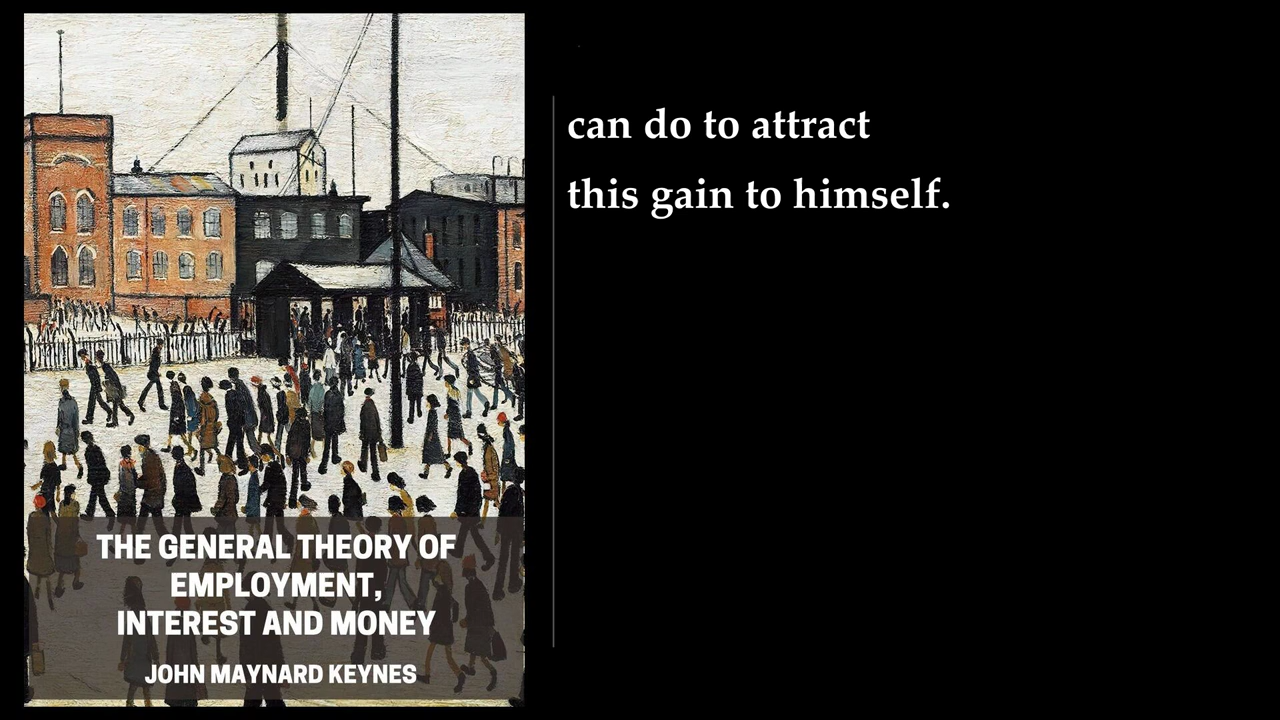 can do to attract
this gain to himself.
THE GENERAL THEORY OF
EMPLOYMENT,
INTEREST AND MONEY
JOHN MAYNARD KEYNES